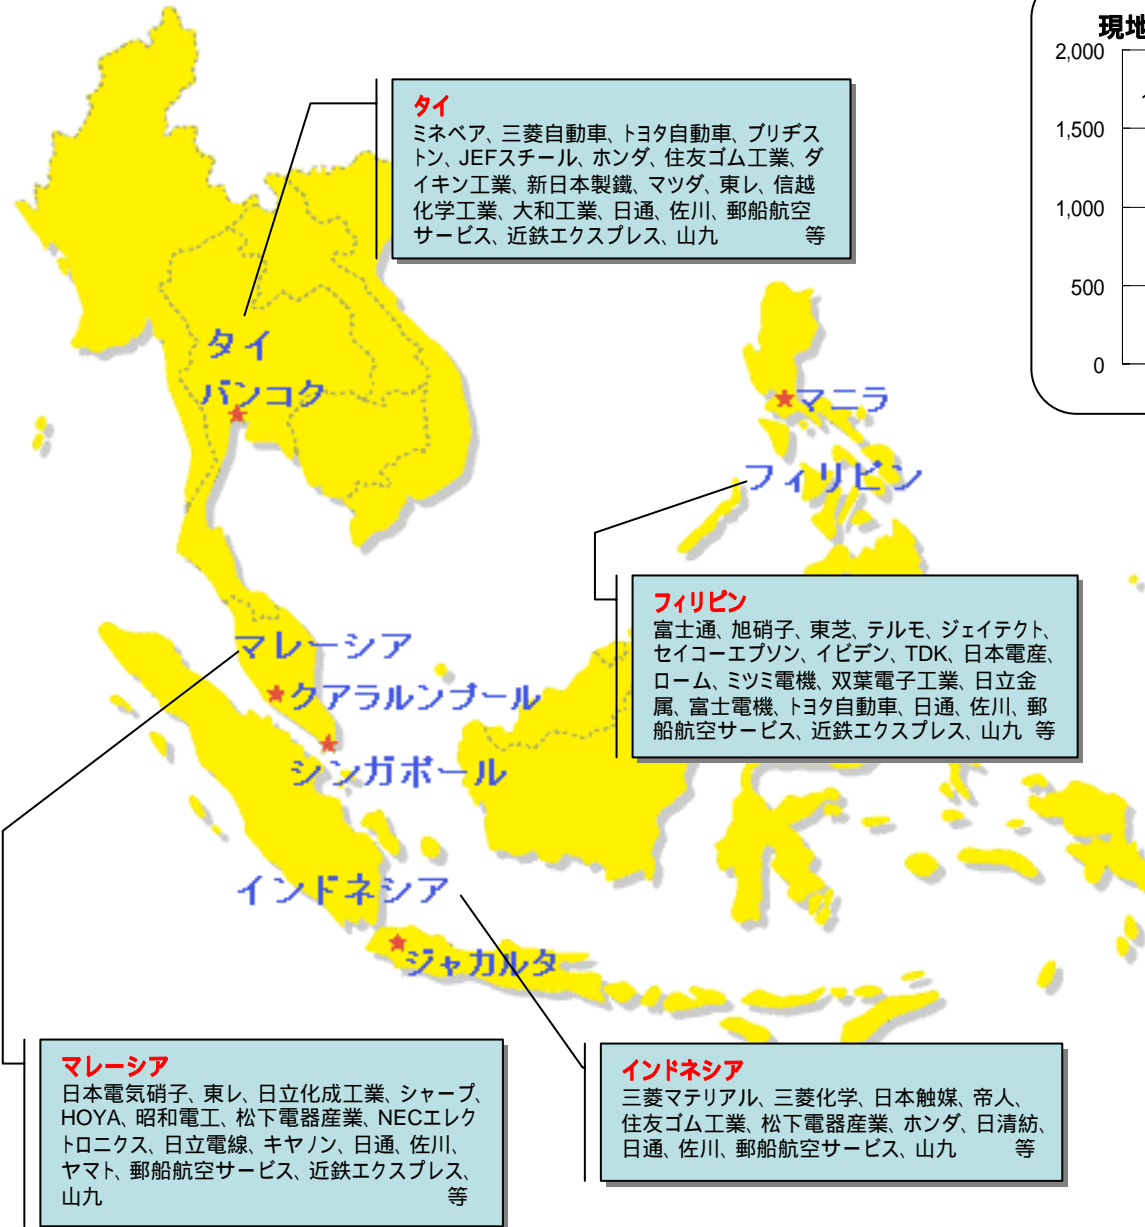 現地
2,000
1,500
1,000
500
0
タイ
ミネベア、三菱自動車、トヨタ自動車、ブリヂス
トン、JEFスチール、ホンダ、住友ゴム工業、ダ
イキン工業、新日本製鐵、マツダ、東レ、信越
化学工業、大和工業、日通、佐川、郵船航空
サービス、近鉄エクスプレス、山九 等
タイ
バンコク
マニラ
フィリピン
フィリピン
富士通、旭硝子、東芝、テルモ、ジェイテクト、
セイコーエプソン、イビデン、TDK、日本電産、
ローム、ミツミ電機、双葉電子工業、日立金
属、富士電機、トヨタ自動車、日通、佐川、郵
船航空サービス、近鉄エクスプレス、山九 等
マレーシア
クアラルンプール
シンガポール
インドネシア
ジャカルタ
マレーシア
日本電気硝子、東レ、日立化成工業、シャープ、
HOYA、昭和電工、松下電器産業、NECエレク
トロニクス、日立電線、キヤノン、日通、佐川、
ヤマト、郵船航空サービス、近鉄エクスプレス、
山九 等
インドネシア
三菱マテリアル、三菱化学、日本触媒、帝人、
住友ゴム工業、松下電器産業、ホンダ、日清紡、
日通、佐川、郵船航空サービス、山九 等